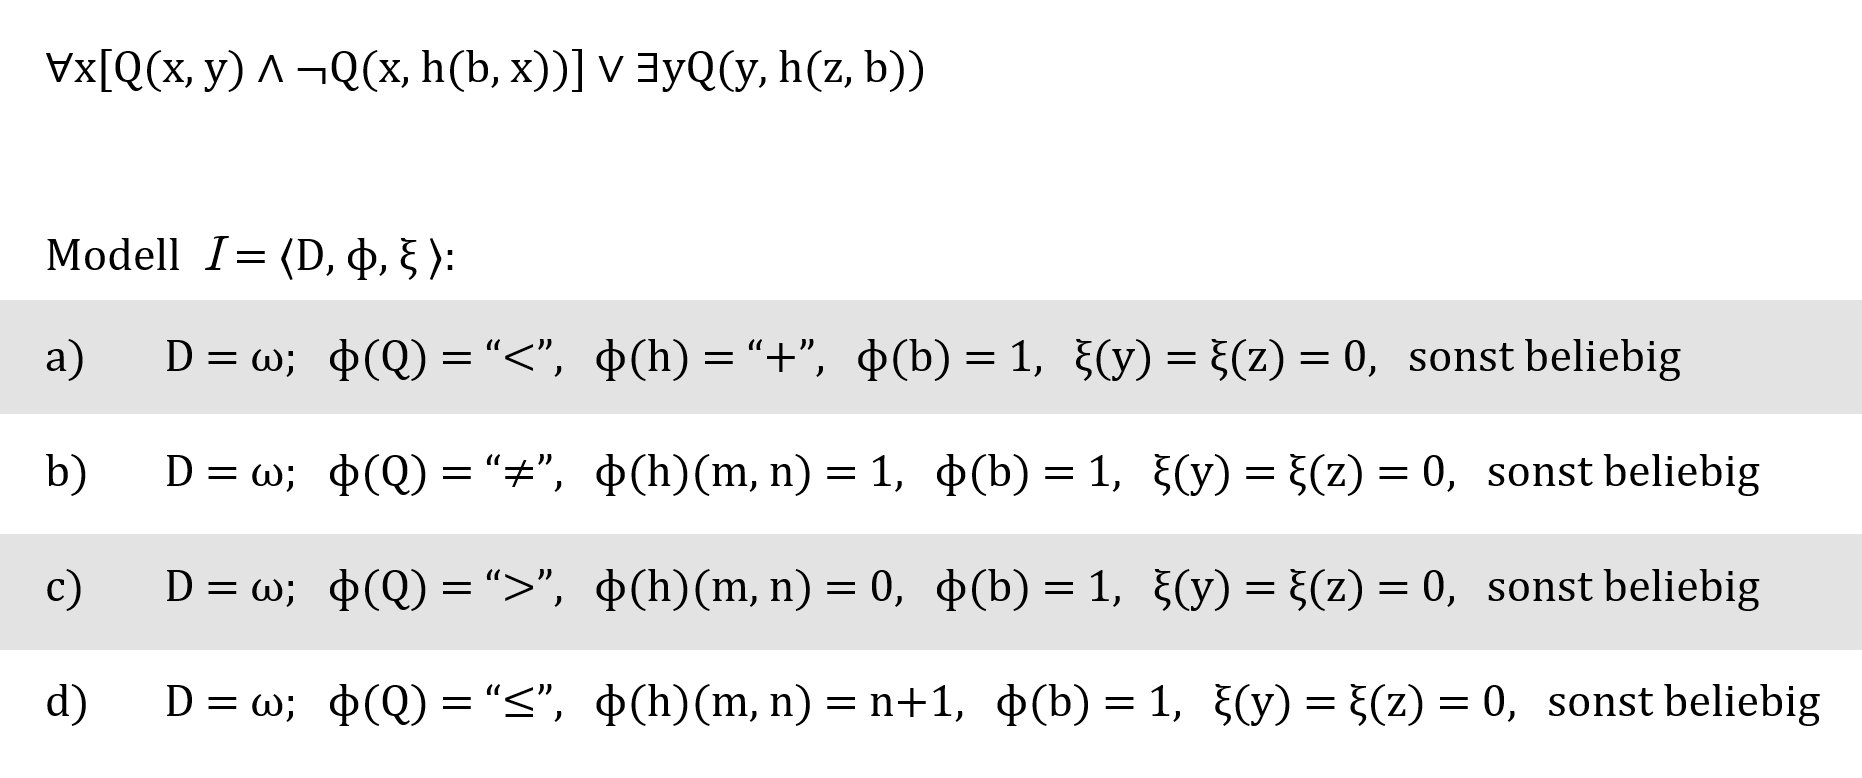 ∀x[Q(x, y) ∧ ¬Q(x, h(b, x))] ∨ ∃yQ(y, h(z, b))
Modell I = ⟨D, ϕ, ξ ⟩:
a) D = ω; ϕ(Q) = “<”, ϕ(h) = “+”, ϕ(b) = 1, ξ(y) = ξ(z) = 0, sonst beliebig
b) D = ω; ϕ(Q) = “≠”, ϕ(h)(m, n) = 1, ϕ(b) = 1, ξ(y) = ξ(z) = 0, sonst beliebig
c) D = ω; ϕ(Q) = “>”, ϕ(h)(m, n) = 0, ϕ(b) = 1, ξ(y) = ξ(z) = 0, sonst beliebig
d) D = ω; ϕ(Q) = “≤”, ϕ(h)(m, n) = n+1, ϕ(b) = 1, ξ(y) = ξ(z) = 0, sonst beliebig